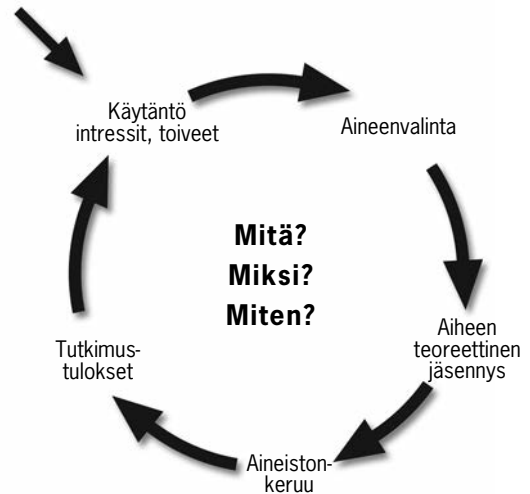 Käytäntö
intressit, toiveet
Aineenvalinta
Mitä?
Miksi?
Miten?
Aiheen
teoreettinen
jäsennys
Aineiston-
keruu
Tutkimus-
tulokset